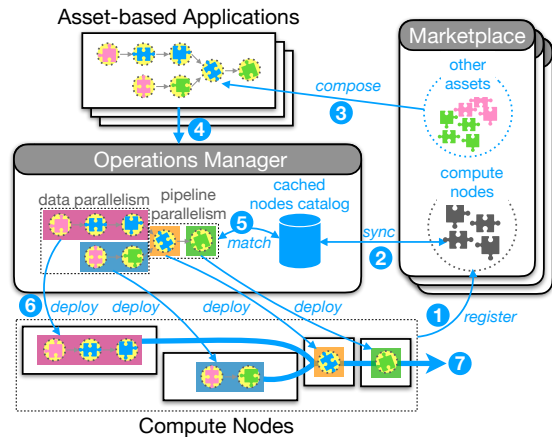 Asset-based Applications
Marketplace
other
assets
compose
3
4
Operations Manager
compute
nodes
data parallelism
pipeline
parallelism
cached
nodes catalog
5
match
sync
2
6
deploy
deploy
deploy
deploy
1
register
7
Compute Nodes